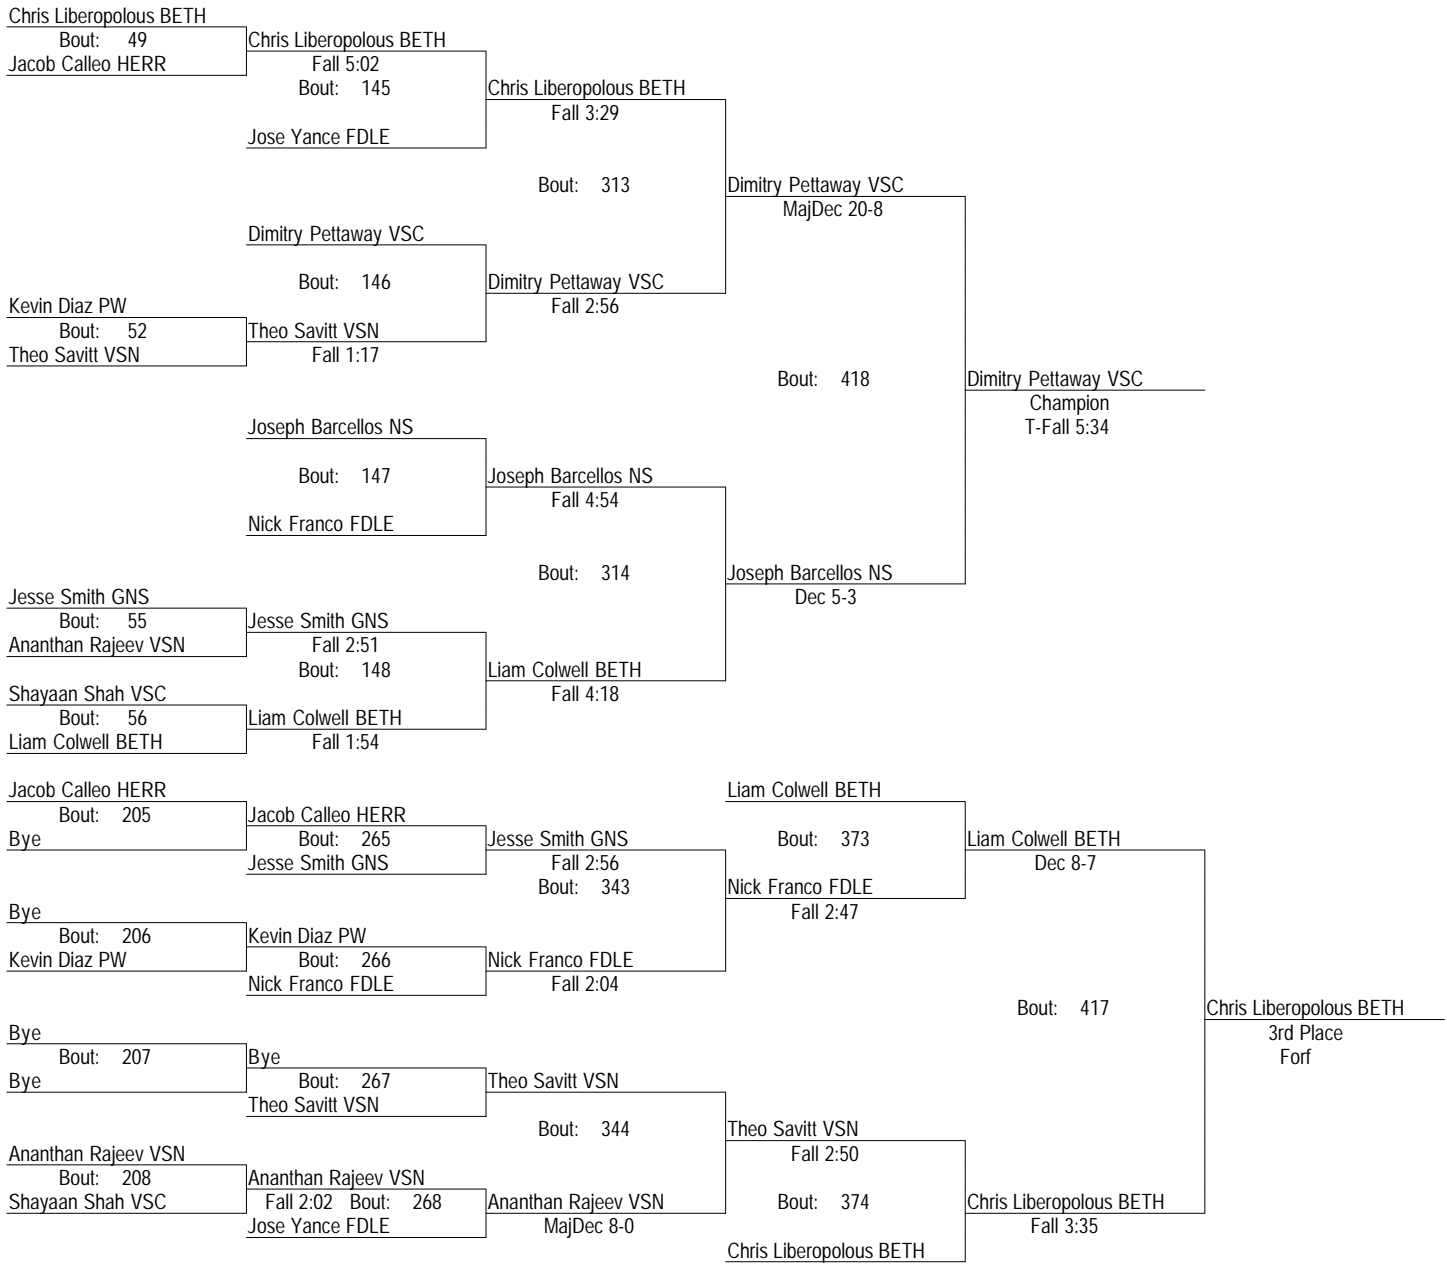 Chris Liberopolous BETH
Bout: 49
Jacob Calleo HERR
Chris Liberopolous BETH
Fall 5:02
Bout: 145
Jose Yance FDLE
Chris Liberopolous BETH
Fall 3:29
Bout: 313
Dimitry Pettaway VSC
MajDec 20-8
Dimitry Pettaway VSC
Bout: 146
Dimitry Pettaway VSC
Fall 2:56
Kevin Diaz PW
Bout: 52
Theo Savitt VSN
Theo Savitt VSN
Fall 1:17
Bout: 418
Dimitry Pettaway VSC
Champion
T-Fall 5:34
Joseph Barcellos NS
Bout: 147
Joseph Barcellos NS
Fall 4:54
Nick Franco FDLE
Bout: 314
Joseph Barcellos NS
Dec 5-3
Jesse Smith GNS
Bout: 55
Ananthan Rajeev VSN
Jesse Smith GNS
Fall 2:51
Bout: 148
Liam Colwell BETH
Fall 4:18
Shayaan Shah VSC
Bout: 56
Liam Colwell BETH
Liam Colwell BETH
Fall 1:54
Jacob Calleo HERR
Bout: 205
Bye
Jacob Calleo HERR
Bout: 265
Jesse Smith GNS
Jesse Smith GNS
Fall 2:56
Bout: 343
Liam Colwell BETH
Bout: 373
Nick Franco FDLE
Fall 2:47
Liam Colwell BETH
Dec 8-7
Bye
Bout: 206
Kevin Diaz PW
Kevin Diaz PW
Bout: 266
Nick Franco FDLE
Nick Franco FDLE
Fall 2:04
Bout: 417
Chris Liberopolous BETH
3rd Place
Forf
Bye
Bout: 207
Bye
Bye
Bout: 267
Theo Savitt VSN
Theo Savitt VSN
Bout: 344
Theo Savitt VSN
Fall 2:50
Ananthan Rajeev VSN
Bout: 208
Shayaan Shah VSC
Ananthan Rajeev VSN
Fall 2:02 Bout: 268
Jose Yance FDLE
Ananthan Rajeev VSN
MajDec 8-0
Bout: 374
Chris Liberopolous BETH
Chris Liberopolous BETH
Fall 3:35